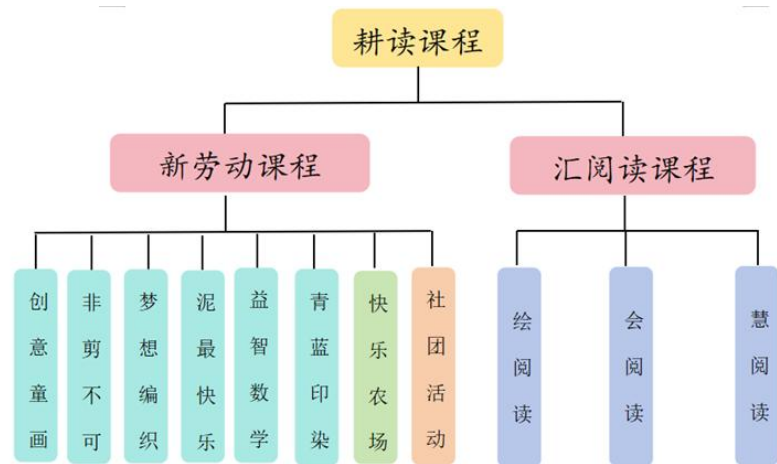 耕读课程
新劳动课程
汇阅读课程
创意童画
非剪不可
梦想编织
泥最快乐
益智数学
青蓝印染
快乐农场
社团活动
绘阅读
会阅读
慧阅读